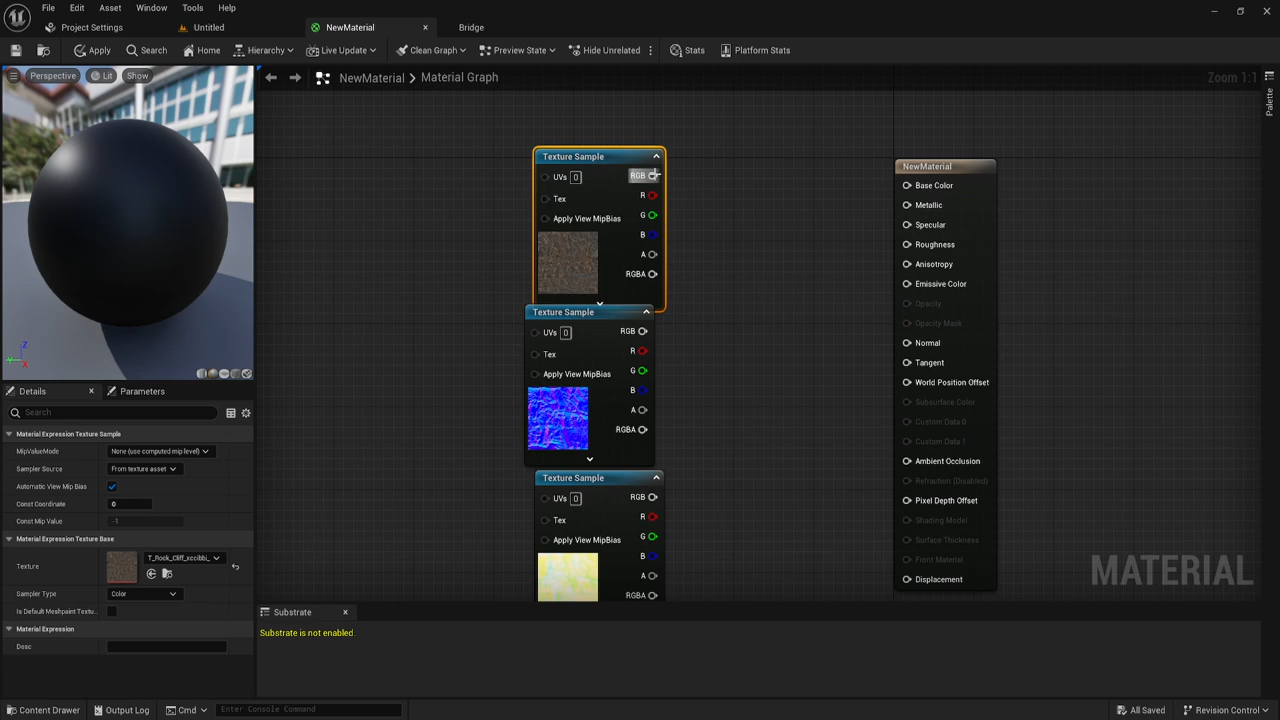 File Edit Asset Window Tools Help
Project Settings Untitled NewMaterial Bridge
Apply Search Home Hierarchy Live Update Clean Graph Preview State Hide Unrelated Stats Platform Stats
Perspective Lit Show
NewMaterial > Material Graph
Zoom 1:1
Palette
Texture Sample
UVs 0 RGB
R
Tex
G
Apply View MipBias
B
A
RGBA
Texture Sample
UVs 0 RGB
R
Tex
G
Apply View MipBias
B
A
RGBA
Texture Sample
UVs 0 RGB
R
Tex
G
Apply View MipBias
B
A
RGBA
NewMaterial
Base Color
Metallic
Specular
Roughness
Anisotropy
Emissive Color
Opacity
Opacity Mask
Normal
Tangent
World Position Offset
Subsurface Color
Custom Data 0
Custom Data 1
Ambient Occlusion
Refraction (Disabled)
Pixel Depth Offset
Shading Model
Surface Thickness
Front Material
Displacement
MATERIAL
Z
Y
X
Details Parameters
Search
Material Expression Texture Sample
MipValueMode None (use computed mip level)
Sampler Source From texture asset
Automatic View Mip Bias
Const Coordinate 0
Const Mip Value -1
Material Expression Texture Base
Texture T_Rock_Cliff_xccibbi_
Sampler Type Color
Is Default Meshpaint Textu...
Material Expression
Desc
Substrate
Substrate is not enabled.
Content Drawer Output Log Cmd Enter Console Command All Saved Revision Control